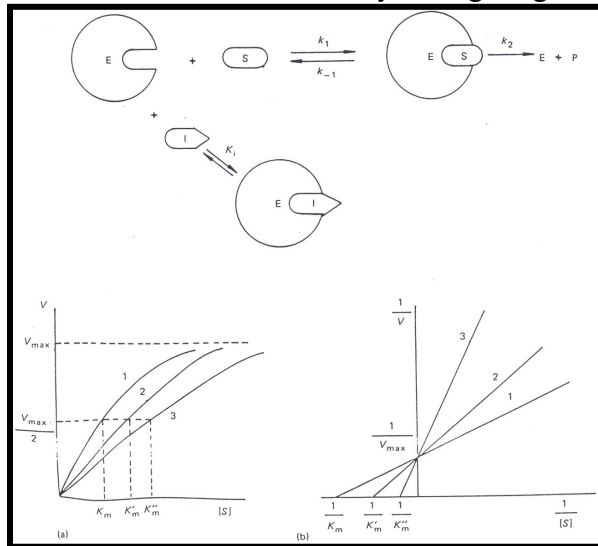 E + S k₁ k₋₁ E S k₂ E + P
+
I Kᵢ
E I
V
Vmax
1
2
Vmax
2
3
Km K′m K″m [S]
(a)
1
V
3
2
1
1
Vmax
1 1 1 1
Km K′m K″m [S]
(b)